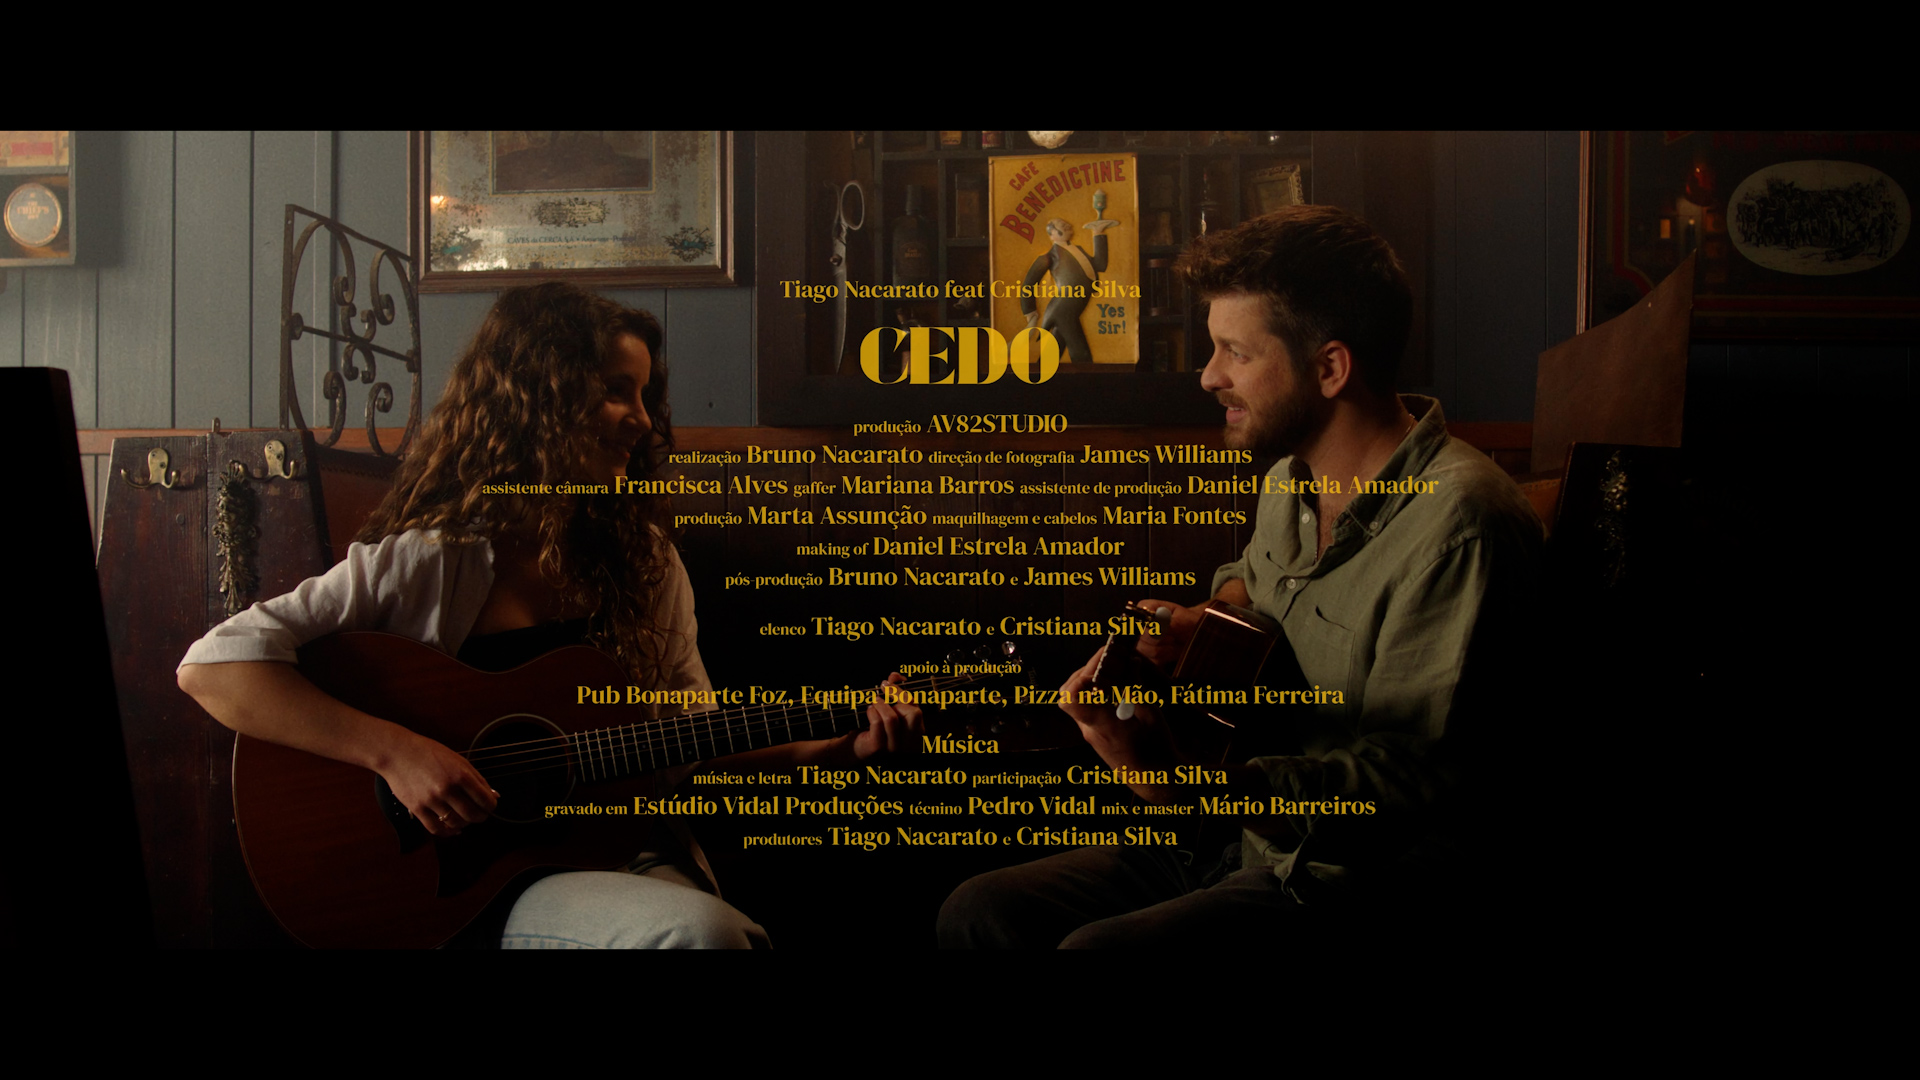 CAFE
BENEDICTINE
Yes
Sir!
Tiago Nacarato feat Cristiana Silva
CEDO
produção AV82STUDIO
realização Bruno Nacarato direção de fotografia James Williams
assistente câmara Francisca Alves gaffer Mariana Barros assistente de produção Daniel Estrela Amador
produção Marta Assunção maquilhagem e cabelos Maria Fontes
making of Daniel Estrela Amador
pós-produção Bruno Nacarato e James Williams
elenco Tiago Nacarato e Cristiana Silva
apoio à produção
Pub Bonaparte Foz, Equipa Bonaparte, Pizza na Mão, Fátima Ferreira
Música
música e letra Tiago Nacarato participação Cristiana Silva
gravado em Estúdio Vidal Produções técnino Pedro Vidal mix e master Mário Barreiros
produtores Tiago Nacarato e Cristiana Silva